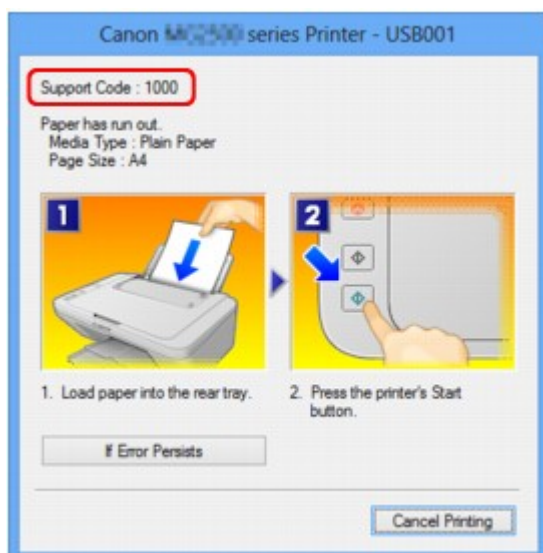 Canon series Printer - USB001
Support Code : 1000
Paper has run out.
Media Type : Plain Paper
Page Size : A4
1
2
1. Load paper into the rear tray.
2. Press the printer's Start
button.
If Error Persists
Cancel Printing